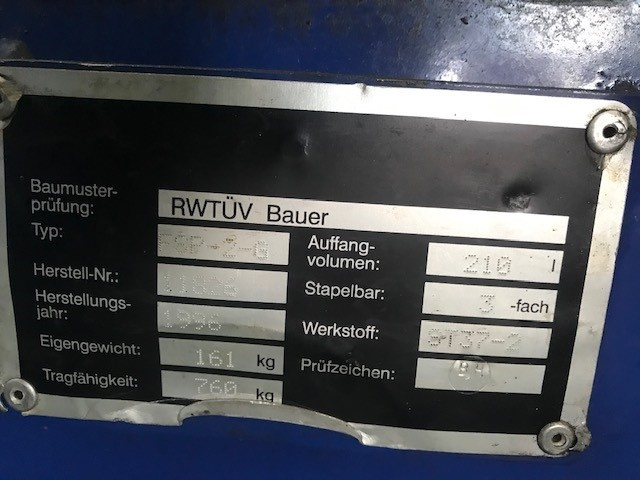 Baumuster-
prüfung: RWTÜV Bauer
Typ:
Herstell-Nr.:
Herstellungs-
jahr: 1996
Eigengewicht: 161 kg
Tragfähigkeit: 760 kg
Auffang-
volumen: 210 l
Stapelbar: 3 -fach
Werkstoff: ST37-2
Prüfzeichen: